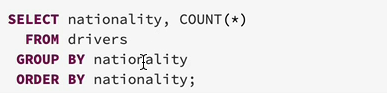 SELECT nationality, COUNT(*)
FROM drivers
GROUP BY nationality
ORDER BY nationality;